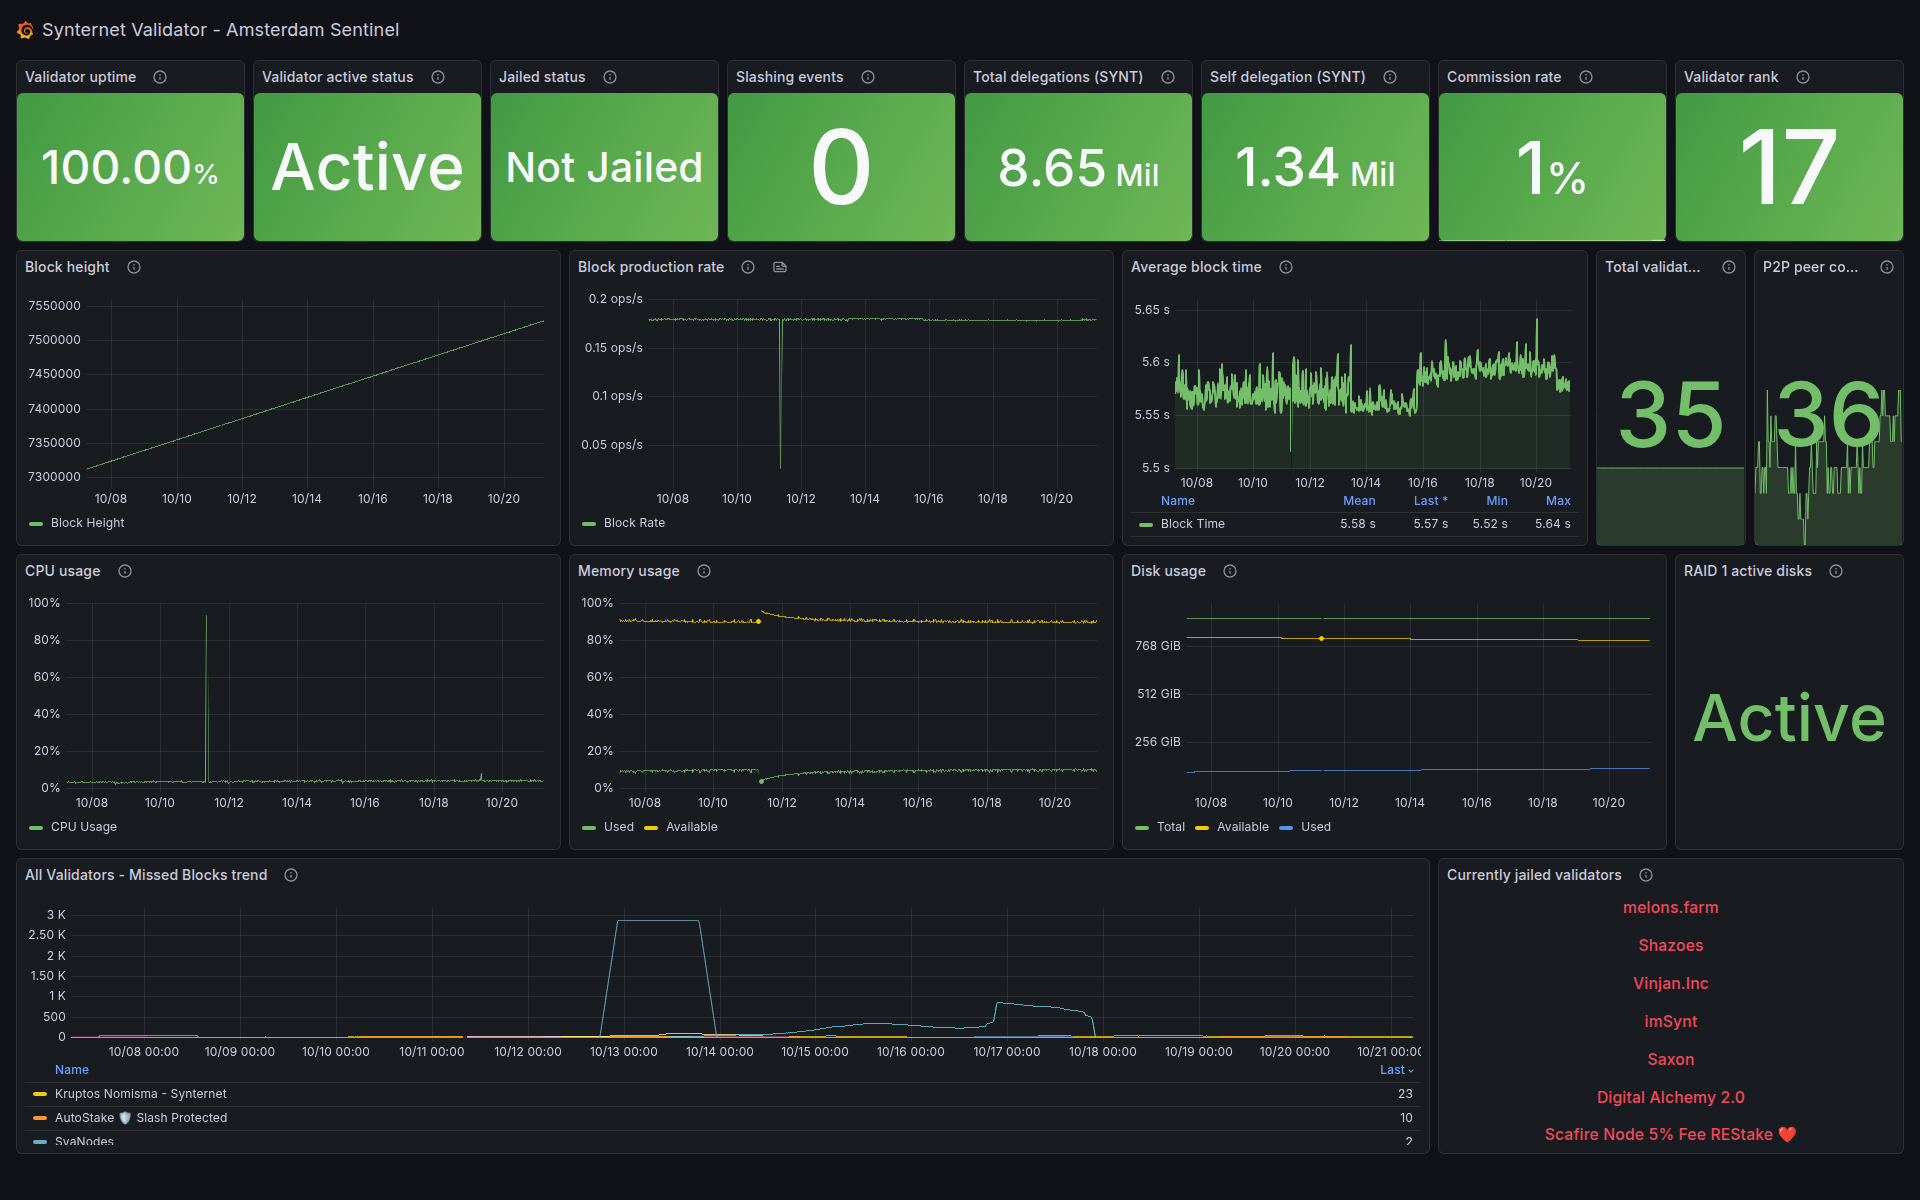 Synternet Validator - Amsterdam Sentinel
Validator uptime
100.00%
Validator active status
Active
Jailed status
Not Jailed
Slashing events
0
Total delegations (SYNT)
8.65 Mil
Self delegation (SYNT)
1.34 Mil
Commission rate
1%
Validator rank
17
Block height
7550000
7500000
7450000
7400000
7350000
7300000
10/08 10/10 10/12 10/14 10/16 10/18 10/20
Block Height
Block production rate
0.2 ops/s
0.15 ops/s
0.1 ops/s
0.05 ops/s
10/08 10/10 10/12 10/14 10/16 10/18 10/20
Block Rate
Average block time
5.65 s
5.6 s
5.55 s
5.5 s
10/08 10/10 10/12 10/14 10/16 10/18 10/20
Name Mean Last * Min Max
Block Time 5.58 s 5.57 s 5.52 s 5.64 s
Total validat...
35
P2P peer co...
36
CPU usage
100%
80%
60%
40%
20%
0%
10/08 10/10 10/12 10/14 10/16 10/18 10/20
CPU Usage
Memory usage
100%
80%
60%
40%
20%
0%
10/08 10/10 10/12 10/14 10/16 10/18 10/20
Used Available
Disk usage
768 GiB
512 GiB
256 GiB
10/08 10/10 10/12 10/14 10/16 10/18 10/20
Total Available Used
RAID 1 active disks
Active
All Validators - Missed Blocks trend
3 K
2.50 K
2 K
1.50 K
1 K
500
0
10/08 00:00 10/09 00:00 10/10 00:00 10/11 00:00 10/12 00:00 10/13 00:00 10/14 00:00 10/15 00:00 10/16 00:00 10/17 00:00 10/18 00:00 10/19 00:00 10/20 00:00 10/21 00:00
Name Last
Kruptos Nomisma - Synternet 23
AutoStake 🛡️ Slash Protected 10
SvaNodes 2
Currently jailed validators
melons.farm
Shazoes
Vinjan.Inc
imSynt
Saxon
Digital Alchemy 2.0
Scafire Node 5% Fee REStake ❤️